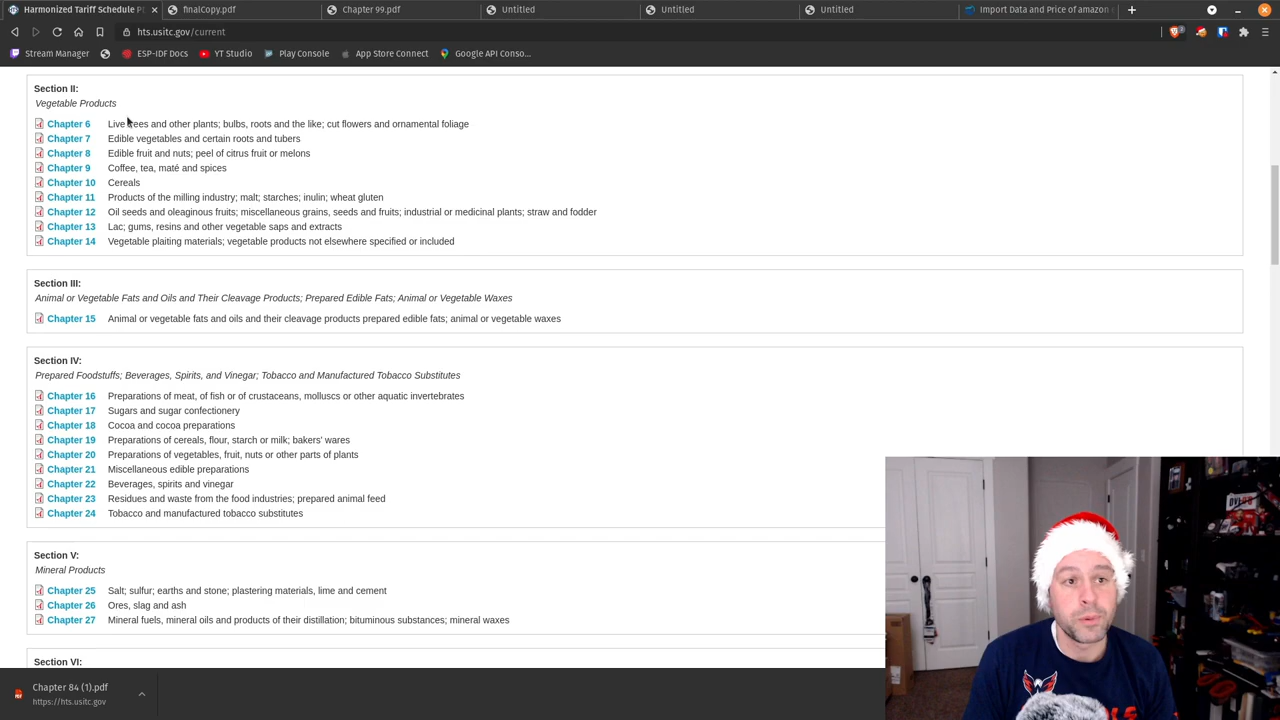 Harmonized Tariff Schedule P
finalCopy.pdf
Chapter 99.pdf
Untitled
Untitled
Untitled
Import Data and Price of amazon
hts.usitc.gov/current
Stream Manager
ESP-IDF Docs
YT Studio
Play Console
App Store Connect
Google API Conso...
Section II:
Vegetable Products
Chapter 6 Live trees and other plants; bulbs, roots and the like; cut flowers and ornamental foliage
Chapter 7 Edible vegetables and certain roots and tubers
Chapter 8 Edible fruit and nuts; peel of citrus fruit or melons
Chapter 9 Coffee, tea, maté and spices
Chapter 10 Cereals
Chapter 11 Products of the milling industry; malt; starches; inulin; wheat gluten
Chapter 12 Oil seeds and oleaginous fruits; miscellaneous grains, seeds and fruits; industrial or medicinal plants; straw and fodder
Chapter 13 Lac; gums, resins and other vegetable saps and extracts
Chapter 14 Vegetable plaiting materials; vegetable products not elsewhere specified or included
Section III:
Animal or Vegetable Fats and Oils and Their Cleavage Products; Prepared Edible Fats; Animal or Vegetable Waxes
Chapter 15 Animal or vegetable fats and oils and their cleavage products prepared edible fats; animal or vegetable waxes
Section IV:
Prepared Foodstuffs; Beverages, Spirits, and Vinegar; Tobacco and Manufactured Tobacco Substitutes
Chapter 16 Preparations of meat, of fish or of crustaceans, molluscs or other aquatic invertebrates
Chapter 17 Sugars and sugar confectionery
Chapter 18 Cocoa and cocoa preparations
Chapter 19 Preparations of cereals, flour, starch or milk; bakers' wares
Chapter 20 Preparations of vegetables, fruit, nuts or other parts of plants
Chapter 21 Miscellaneous edible preparations
Chapter 22 Beverages, spirits and vinegar
Chapter 23 Residues and waste from the food industries; prepared animal feed
Chapter 24 Tobacco and manufactured tobacco substitutes
Section V:
Mineral Products
Chapter 25 Salt; sulfur; earths and stone; plastering materials, lime and cement
Chapter 26 Ores, slag and ash
Chapter 27 Mineral fuels, mineral oils and products of their distillation; bituminous substances; mineral waxes
Section VI:
Chapter 84 (1).pdf
https://hts.usitc.gov